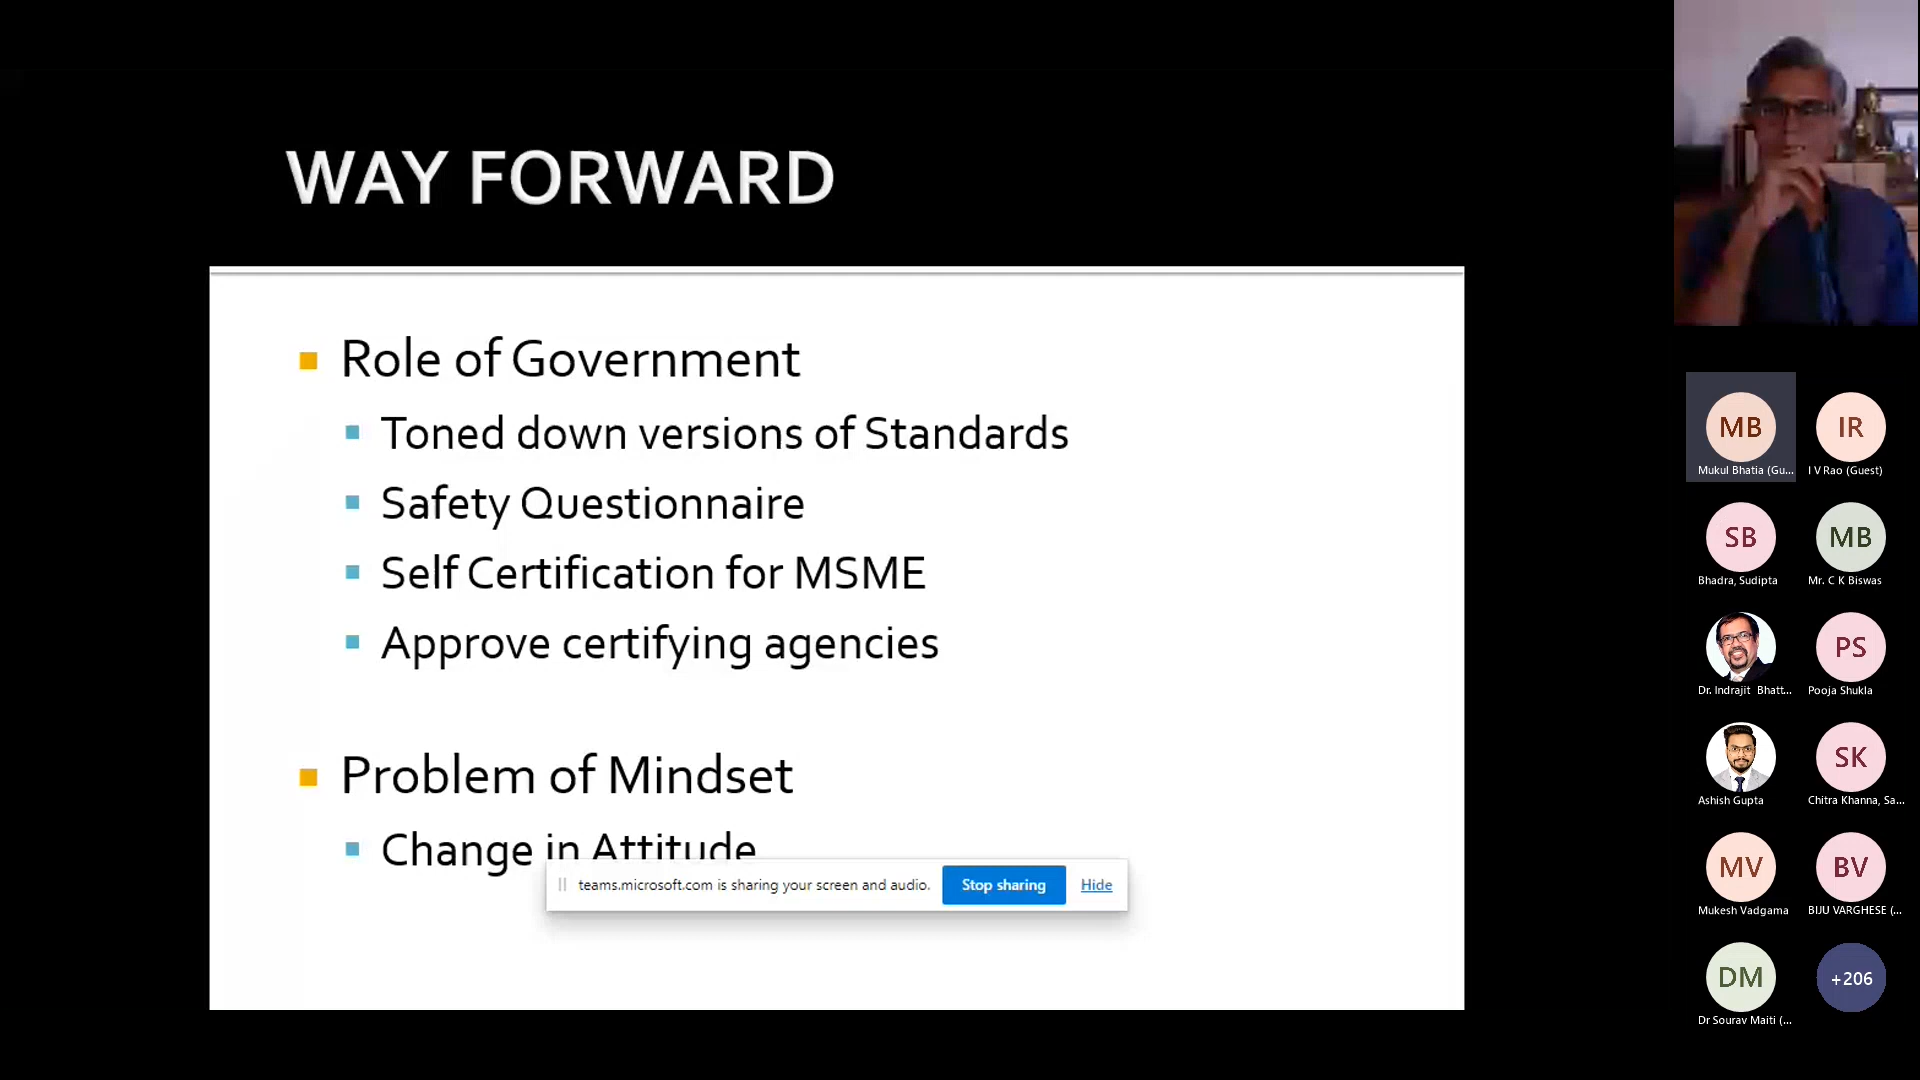 WAY FORWARD
Role of Government
Toned down versions of Standards
Safety Questionnaire
Self Certification for MSME
Approve certifying agencies
Problem of Mindset
Change in Attitude
teams.microsoft.com is sharing your screen and audio. Stop sharing Hide
MB IR
Mukul Bhatia (Gu... I V Rao (Guest)
SB MB
Bhadra, Sudipta Mr. C K Biswas
PS
Dr. Indrajit Bhatt... Pooja Shukla
SK
Ashish Gupta Chitra Khanna, Sa...
MV BV
Mukesh Vadgama BIJU VARGHESE (...
DM +206
Dr Sourav Maiti (...